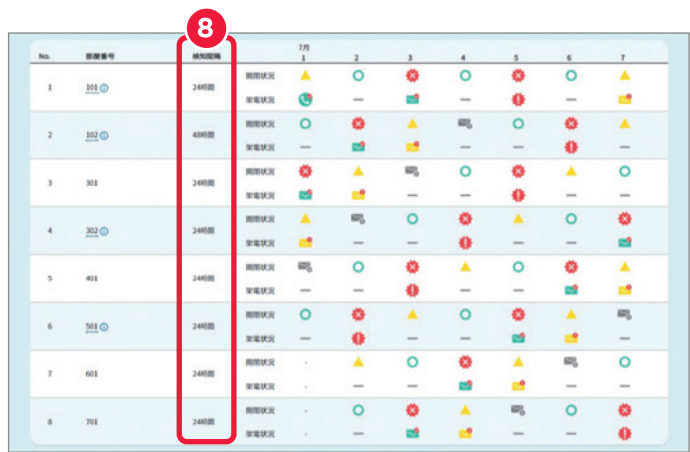 8
7月
No. 部屋番号 検知間隔 1 2 3 4 5 6 7
開閉状況
1 101 24時間
架電状況 — — — —
開閉状況
2 102 48時間
架電状況 — — — —
開閉状況
3 301 24時間
架電状況 — — — —
開閉状況
4 302 24時間
架電状況 — — — —
開閉状況
5 401 24時間
架電状況 — — — —
開閉状況
6 501 24時間
架電状況 — — — —
開閉状況 -
7 601 24時間
架電状況 - — — — —
開閉状況 -
8 701 24時間
架電状況 - — — —